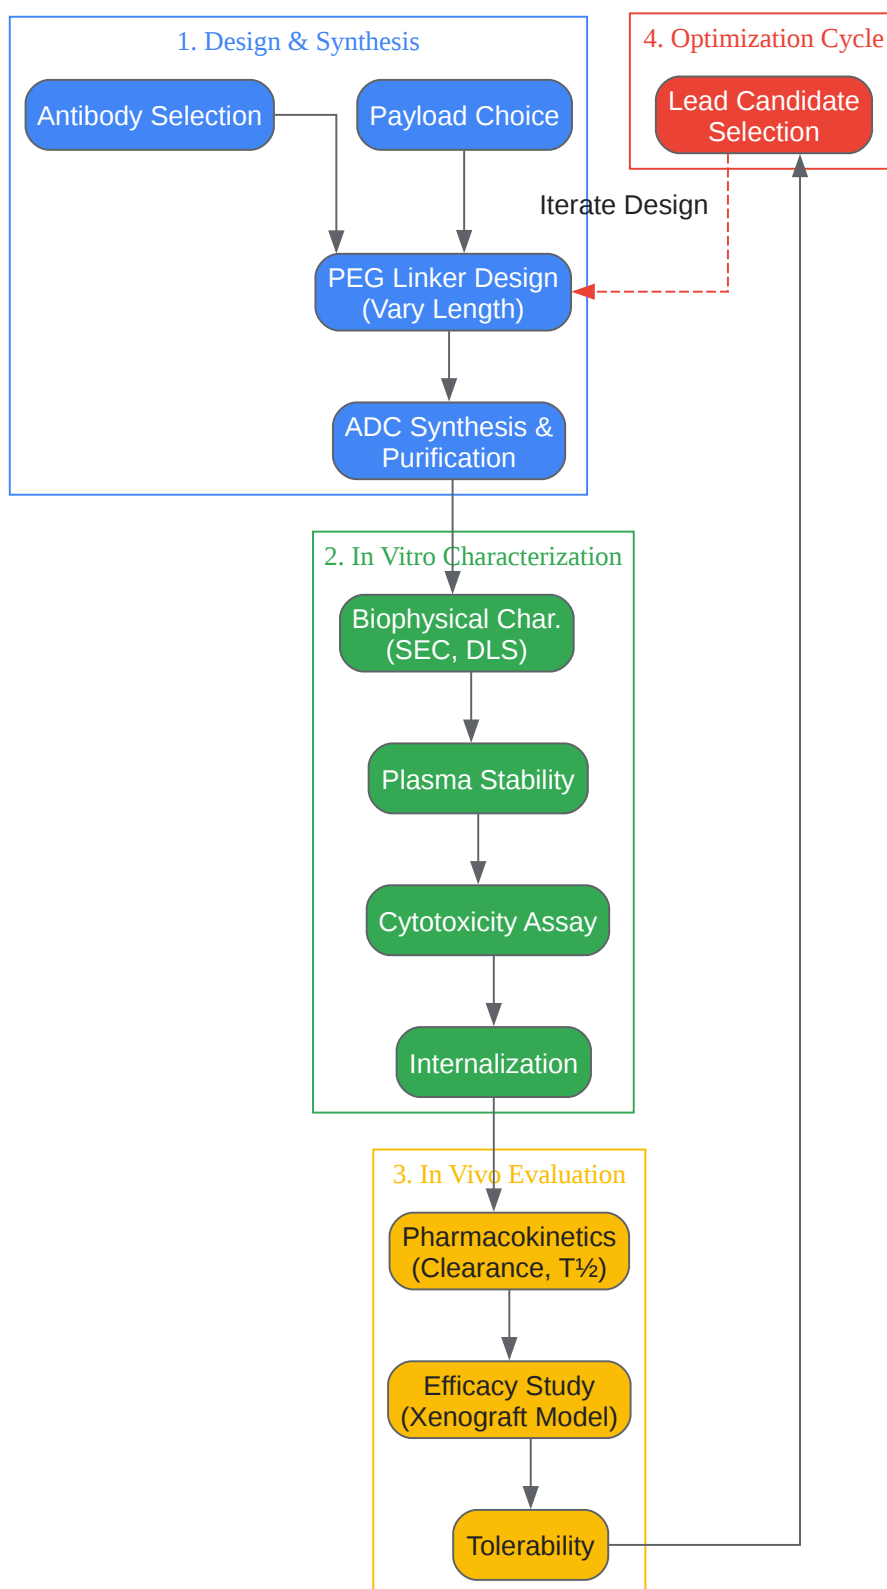 1. Design & Synthesis
Antibody Selection
Payload Choice
PEG Linker Design
(Vary Length)
ADC Synthesis &
Purification
4. Optimization Cycle
Lead Candidate
Selection
Iterate Design
2. In Vitro Characterization
Biophysical Char.
(SEC, DLS)
Plasma Stability
Cytotoxicity Assay
Internalization
3. In Vivo Evaluation
Pharmacokinetics
(Clearance, T½)
Efficacy Study
(Xenograft Model)
Tolerability